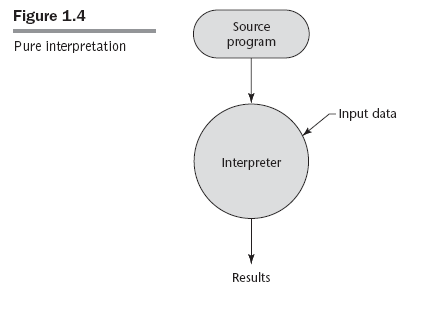 Figure 1.4
Pure Interpretation
Source
program
Input data
Interpreter
Results